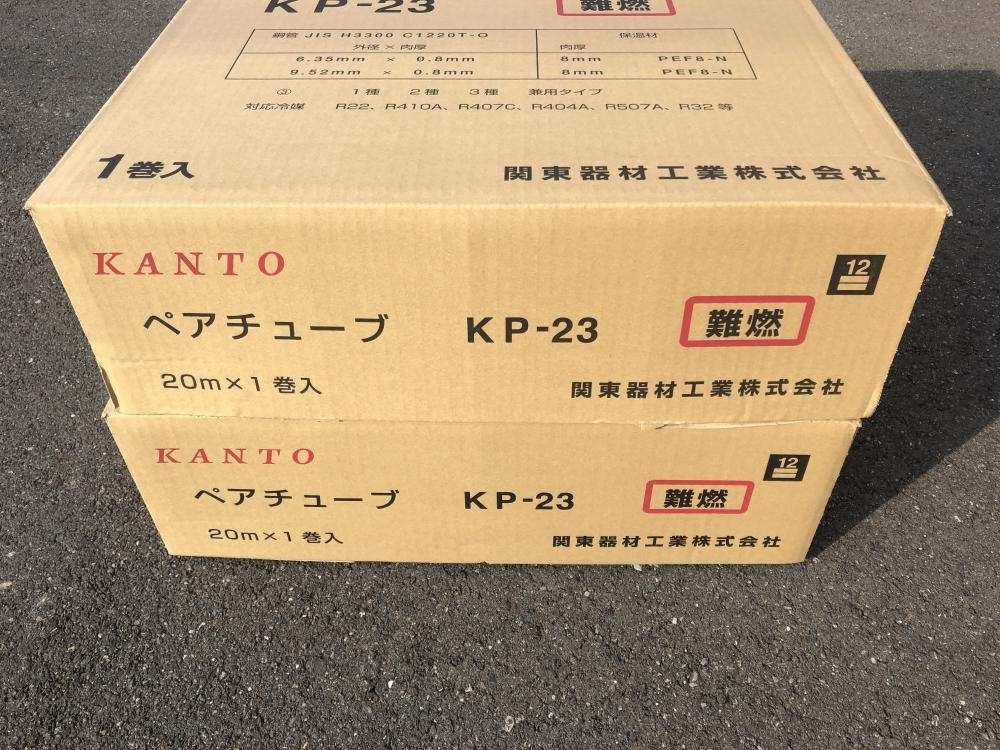 KP-23 難燃
銅管 JIS H3300 C1220T-O 保温材
外径 × 肉厚 肉厚
6.35mm × 0.8mm 8mm PEF8-N
9.52mm × 0.8mm 8mm PEF8-N
③ 1種 2種 3種 兼用タイプ
対応冷媒 R22、R410A、R407C、R404A、R507A、R32等
1巻入 関東器材工業株式会社
KANTO 12
ペアチューブ KP-23 難燃
20m×1巻入 関東器材工業株式会社
KANTO 12
ペアチューブ KP-23 難燃
20m×1巻入 関東器材工業株式会社